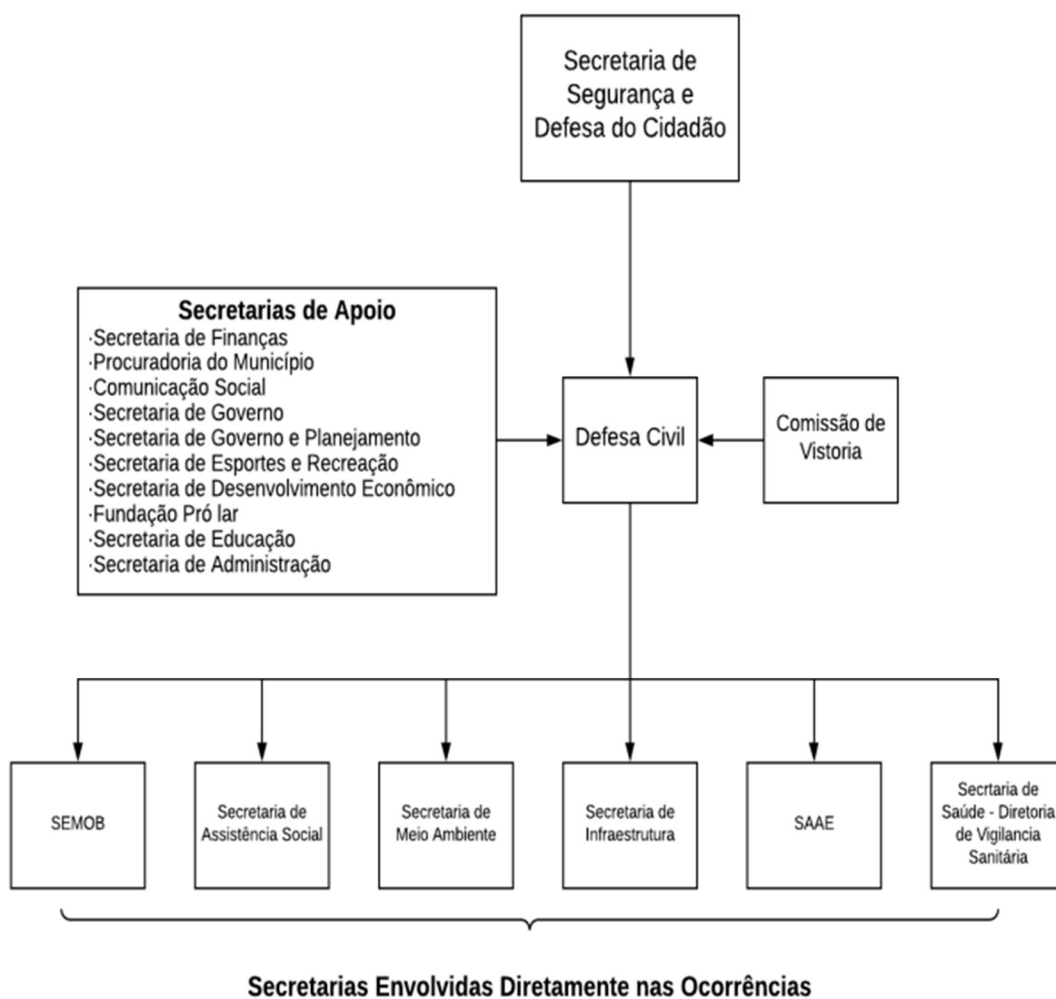 Secretaria de
Segurança e
Defesa do Cidadão
Secretarias de Apoio
·Secretaria de Finanças
·Procuradoria do Município
·Comunicação Social
·Secretaria de Governo
·Secretaria de Governo e Planejamento
·Secretaria de Esportes e Recreação
·Secretaria de Desenvolvimento Econômico
·Fundação Pró lar
·Secretaria de Educação
·Secretaria de Administração
Defesa Civil
Comissão de
Vistoria
SEMOB
Secretaria de
Assistência Social
Secretaria de
Meio Ambiente
Secretaria de
Infraestrutura
SAAE
Secrtaria de
Saúde - Diretoria
de Vigilancia
Sanitária
Secretarias Envolvidas Diretamente nas Ocorrências